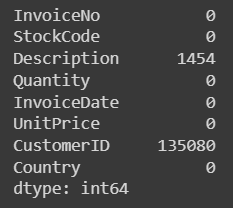 InvoiceNo 0
StockCode 0
Description 1454
Quantity 0
InvoiceDate 0
UnitPrice 0
CustomerID 135080
Country 0
dtype: int64